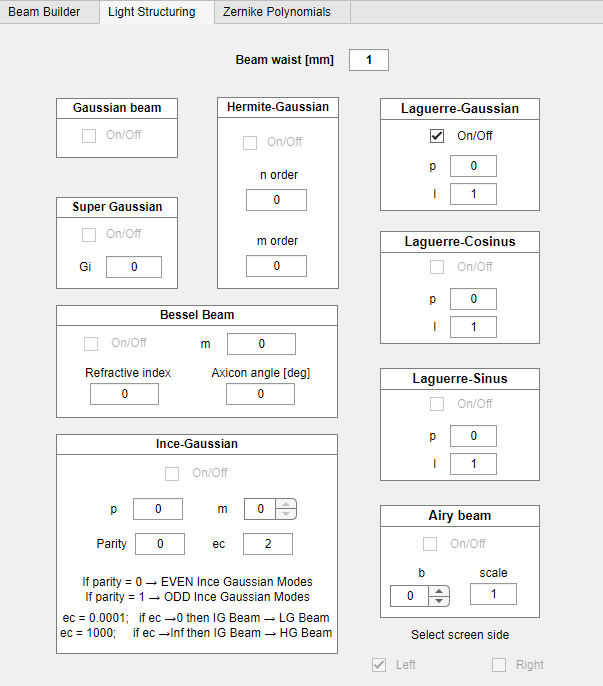 Beam Builder Light Structuring Zernike Polynomials
Beam waist [mm] 1
Gaussian beam
On/Off
Super Gaussian
On/Off
Gi 0
Hermite-Gaussian
On/Off
n order
0
m order
0
Laguerre-Gaussian
On/Off
p 0
l 1
Laguerre-Cosinus
On/Off
p 0
l 1
Bessel Beam
On/Off m 0
Refractive index Axicon angle [deg]
0 0
Laguerre-Sinus
On/Off
p 0
l 1
Ince-Gaussian
On/Off
p 0 m 0
Parity 0 ec 2
If parity = 0 → EVEN Ince Gaussian Modes
If parity = 1 → ODD Ince Gaussian Modes
ec = 0.0001; if ec →0 then IG Beam → LG Beam
ec = 1000; if ec →Inf then IG Beam → HG Beam
Airy beam
On/Off
b scale
0 1
Select screen side
Left Right